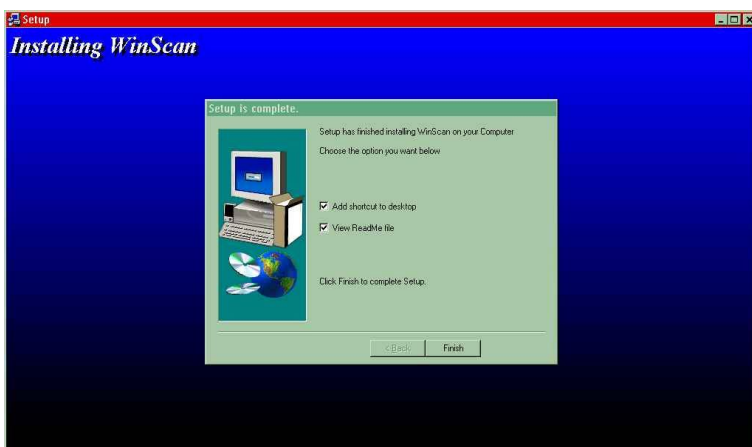 Setup
Installing WinScan
Setup is complete.
Setup has finished installing WinScan on your Computer
Choose the option you want below
Add shortcut to desktop
View ReadMe file
Click Finish to complete Setup.
< Back
Finish